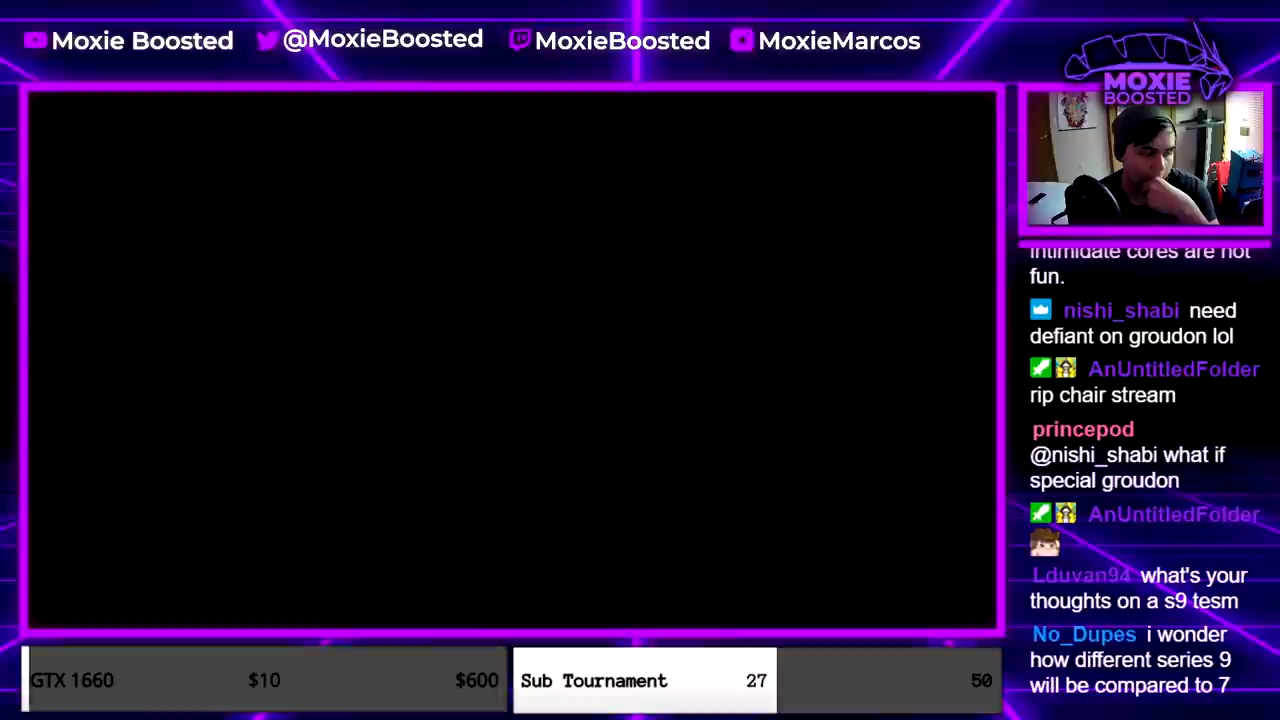 Moxie Boosted @MoxieBoosted MoxieBoosted MoxieMarcos
MOXIE
BOOSTED
intimidate cores are not
fun.
nishi_shabi need
defiant on groudon lol
AnUntitledFolder
rip chair stream
princepod
@nishi_shabi what if
special groudon
AnUntitledFolder
Lduvan94 what's your
thoughts on a s9 tesm
No_Dupes i wonder
how different series 9
will be compared to 7
GTX 1660 $10 $600
Sub Tournament 27 50